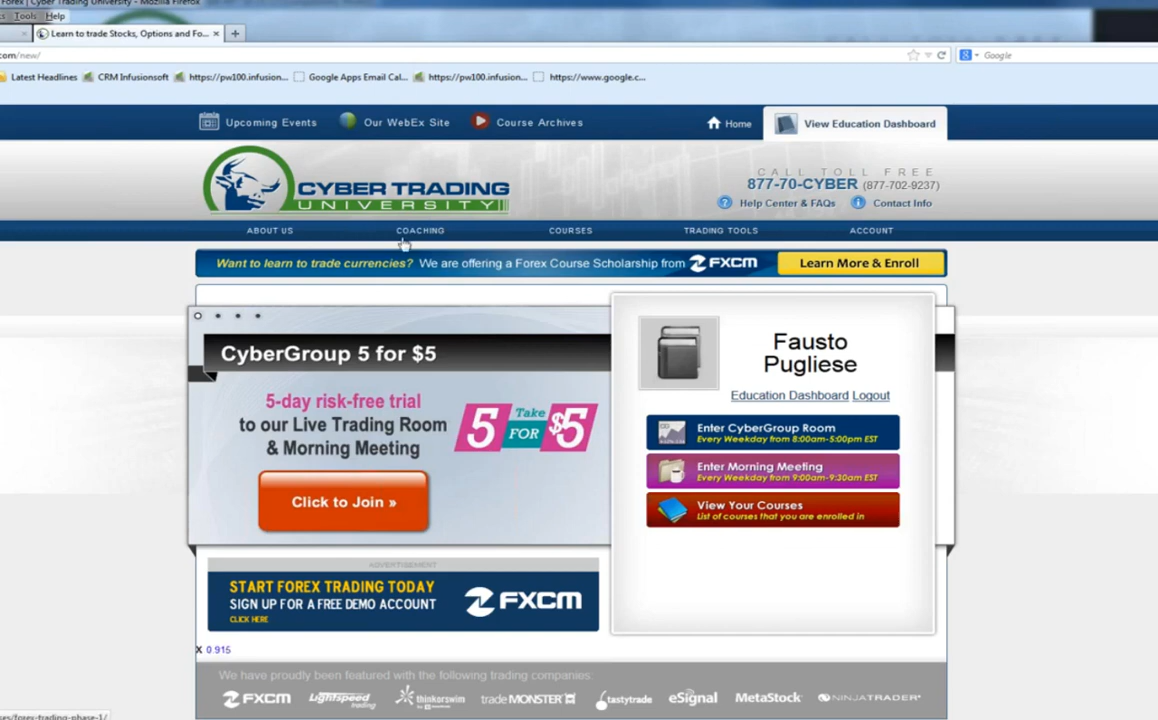 Forex | Cyber Trading University - Mozilla Firefox
Tools Help
Learn to trade Stocks, Options and Fo... × +
com/new/
Google
Latest Headlines CRM Infusionsoft https://pw100.infusion... Google Apps Email Cal... https://pw100.infusion... https://www.google.c...
Upcoming Events Our WebEx Site Course Archives Home View Education Dashboard
CALL TOLL FREE
877-70-CYBER (877-702-9237)
CYBER TRADING
UNIVERSITY
Help Center & FAQs Contact Info
ABOUT US COACHING COURSES TRADING TOOLS ACCOUNT
Want to learn to trade currencies? We are offering a Forex Course Scholarship from FXCM Learn More & Enroll
CyberGroup 5 for $5
5-day risk-free trial
to our Live Trading Room
& Morning Meeting
5 Take FOR $5
Click to Join »
Fausto
Pugliese
Education Dashboard Logout
Enter CyberGroup Room
Every Weekday from 8:00am-5:00pm EST
Enter Morning Meeting
Every Weekday from 9:00am-9:30am EST
View Your Courses
List of courses that you are enrolled in
ADVERTISEMENT
START FOREX TRADING TODAY
SIGN UP FOR A FREE DEMO ACCOUNT
CLICK HERE
FXCM
X 0.915
We have proudly been featured with the following trading companies:
FXCM Lightspeed trading thinkorswim tradeMONSTER tastytrade eSignal MetaStock NINJATRADER
ses/forex-trading-phase-1/